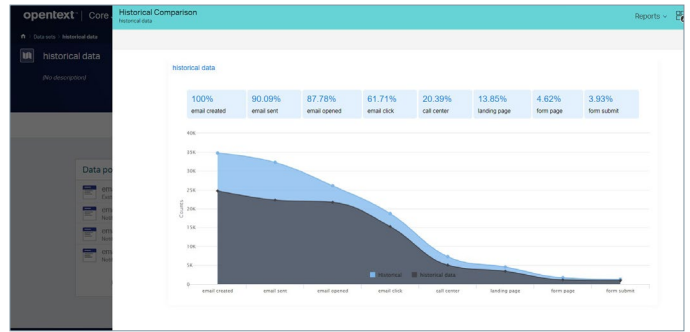 opentext™ | Core
Historical Comparison
historical data
Reports
Data sets
historical data
historical data
(No description)
Data po
historical data
100%
90.09%
87.78%
61.71%
20.39%
13.85%
4.62%
3.93%
email created
email sent
email opened
email click
call center
landing page
form page
form submit
40K
35K
30K
25K
20K
15K
10K
5K
0
Counts
Historical
historical data
email created
email sent
email opened
email click
call center
landing page
form page
form submit